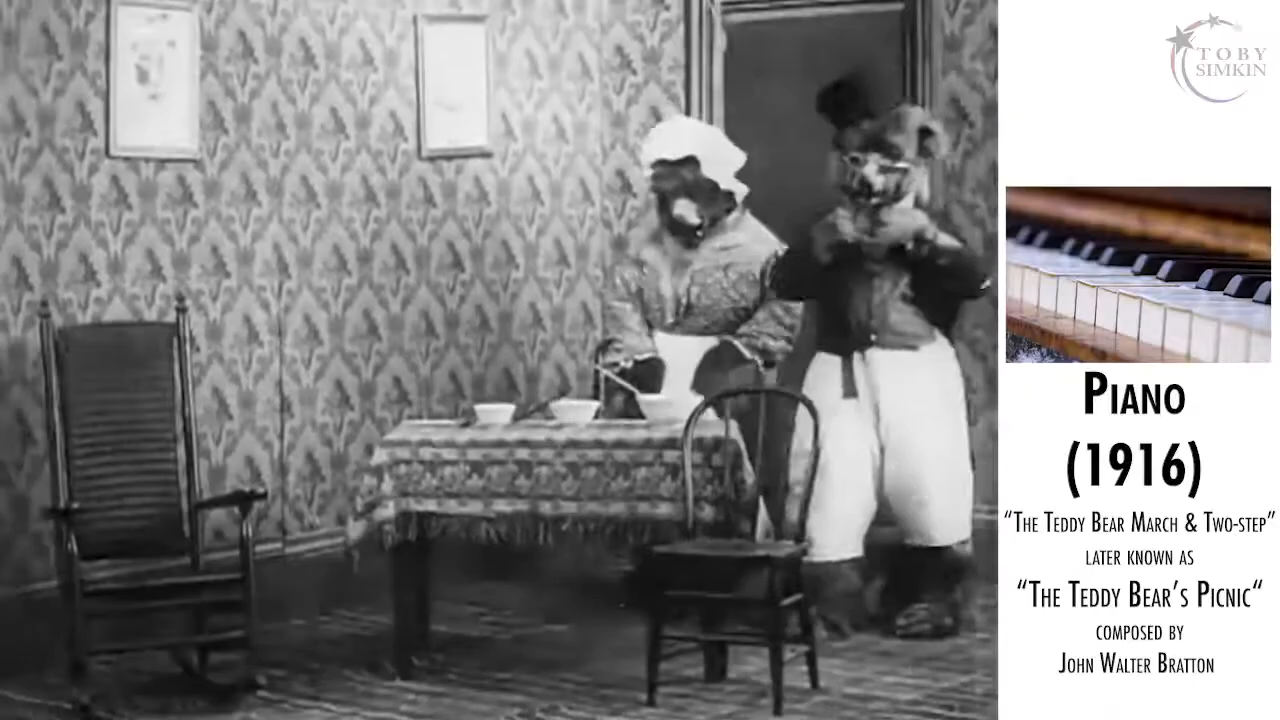 TOBY
SIMKIN
PIANO
(1916)
"THE TEDDY BEAR MARCH & TWO-STEP"
LATER KNOWN AS
"THE TEDDY BEAR'S PICNIC"
COMPOSED BY
JOHN WALTER BRATTON